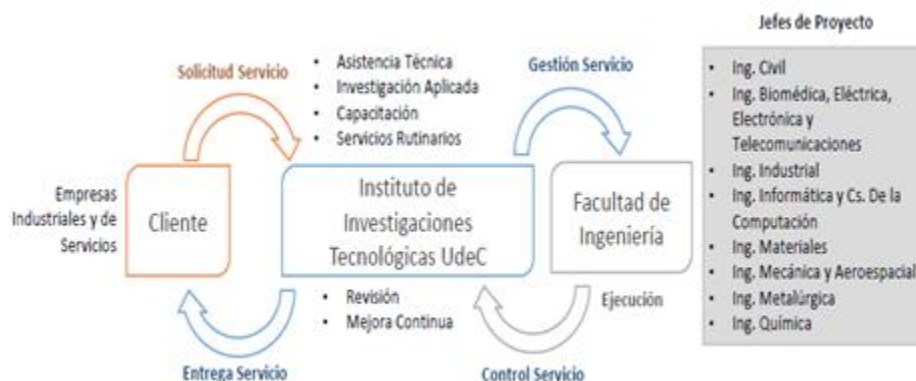 Jefes de Proyecto
Solicitud Servicio
• Asistencia Técnica
• Investigación Aplicada
• Capacitación
• Servicios Rutinarios
Gestión Servicio
Empresas
Industriales y de
Servicios
Cliente
Instituto de
Investigaciones
Tecnológicas UdeC
Facultad de
Ingeniería
• Ing. Civil
• Ing. Biomédica, Eléctrica,
Electrónica y
Telecomunicaciones
• Ing. Industrial
• Ing. Informática y Cs. De la
Computación
• Ing. Materiales
• Ing. Mecánica y Aeroespacial
• Ing. Metalúrgica
• Ing. Química
• Revisión
• Mejora Continua
Ejecución
Entrega Servicio
Control Servicio